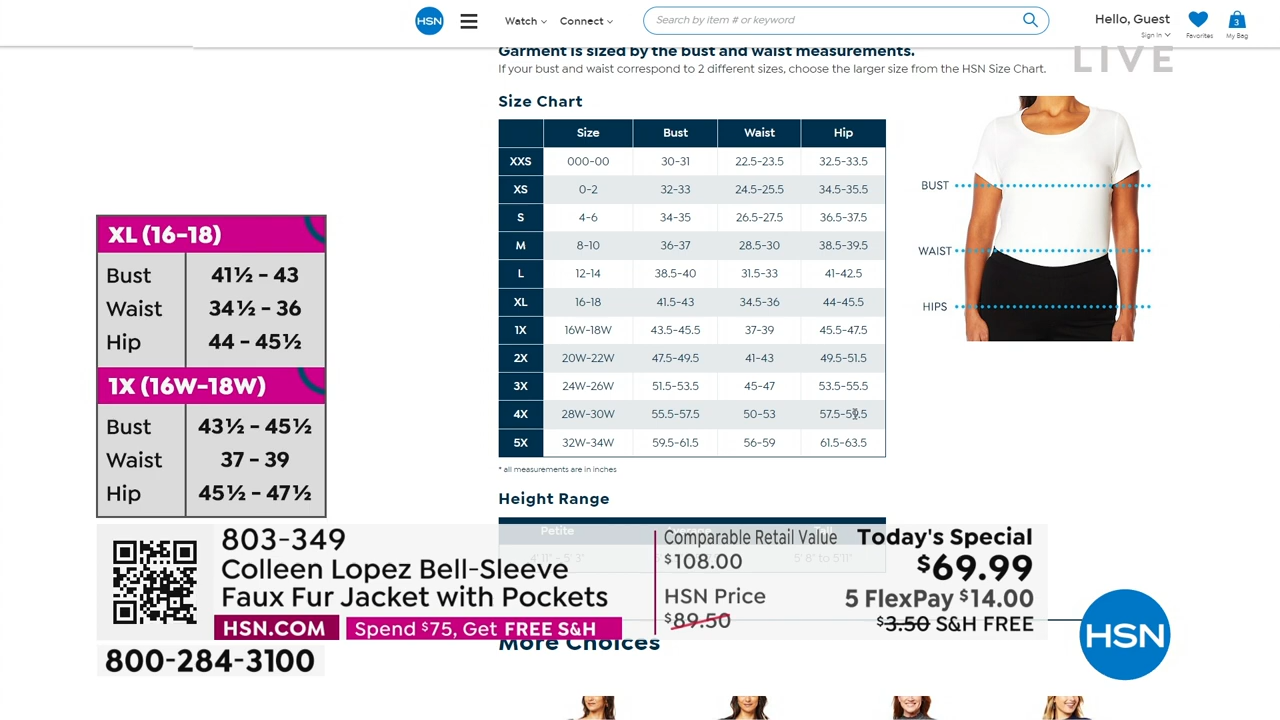 HSN
Watch
Connect
Search by item # or keyword
Hello, Guest
Sign In
Favorites
3
My Bag
LIVE
Garment is sized by the bust and waist measurements.
If your bust and waist correspond to 2 different sizes, choose the larger size from the HSN Size Chart.
Size Chart
Size Bust Waist Hip
XXS 000-00 30-31 22.5-23.5 32.5-33.5
XS 0-2 32-33 24.5-25.5 34.5-35.5
S 4-6 34-35 26.5-27.5 36.5-37.5
M 8-10 36-37 28.5-30 38.5-39.5
L 12-14 38.5-40 31.5-33 41-42.5
XL 16-18 41.5-43 34.5-36 44-45.5
1X 16W-18W 43.5-45.5 37-39 45.5-47.5
2X 20W-22W 47.5-49.5 41-43 49.5-51.5
3X 24W-26W 51.5-53.5 45-47 53.5-55.5
4X 28W-30W 55.5-57.5 50-53 57.5-59.5
5X 32W-34W 59.5-61.5 56-59 61.5-63.5
* all measurements are in inches
BUST
WAIST
HIPS
XL (16-18)
Bust 41½ - 43
Waist 34½ - 36
Hip 44 - 45½
1X (16W-18W)
Bust 43½ - 45½
Waist 37 - 39
Hip 45½ - 47½
Height Range
Petite
4' 11" - 5' 3"
5' 8" to 5'11"
803-349
Colleen Lopez Bell-Sleeve
Faux Fur Jacket with Pockets
HSN.COM
Spend $75, Get FREE S&H
800-284-3100
Comparable Retail Value
$108.00
HSN Price
$89.50
Today's Special
$69.99
5 FlexPay $14.00
$3.50 S&H FREE
HSN
More Choices